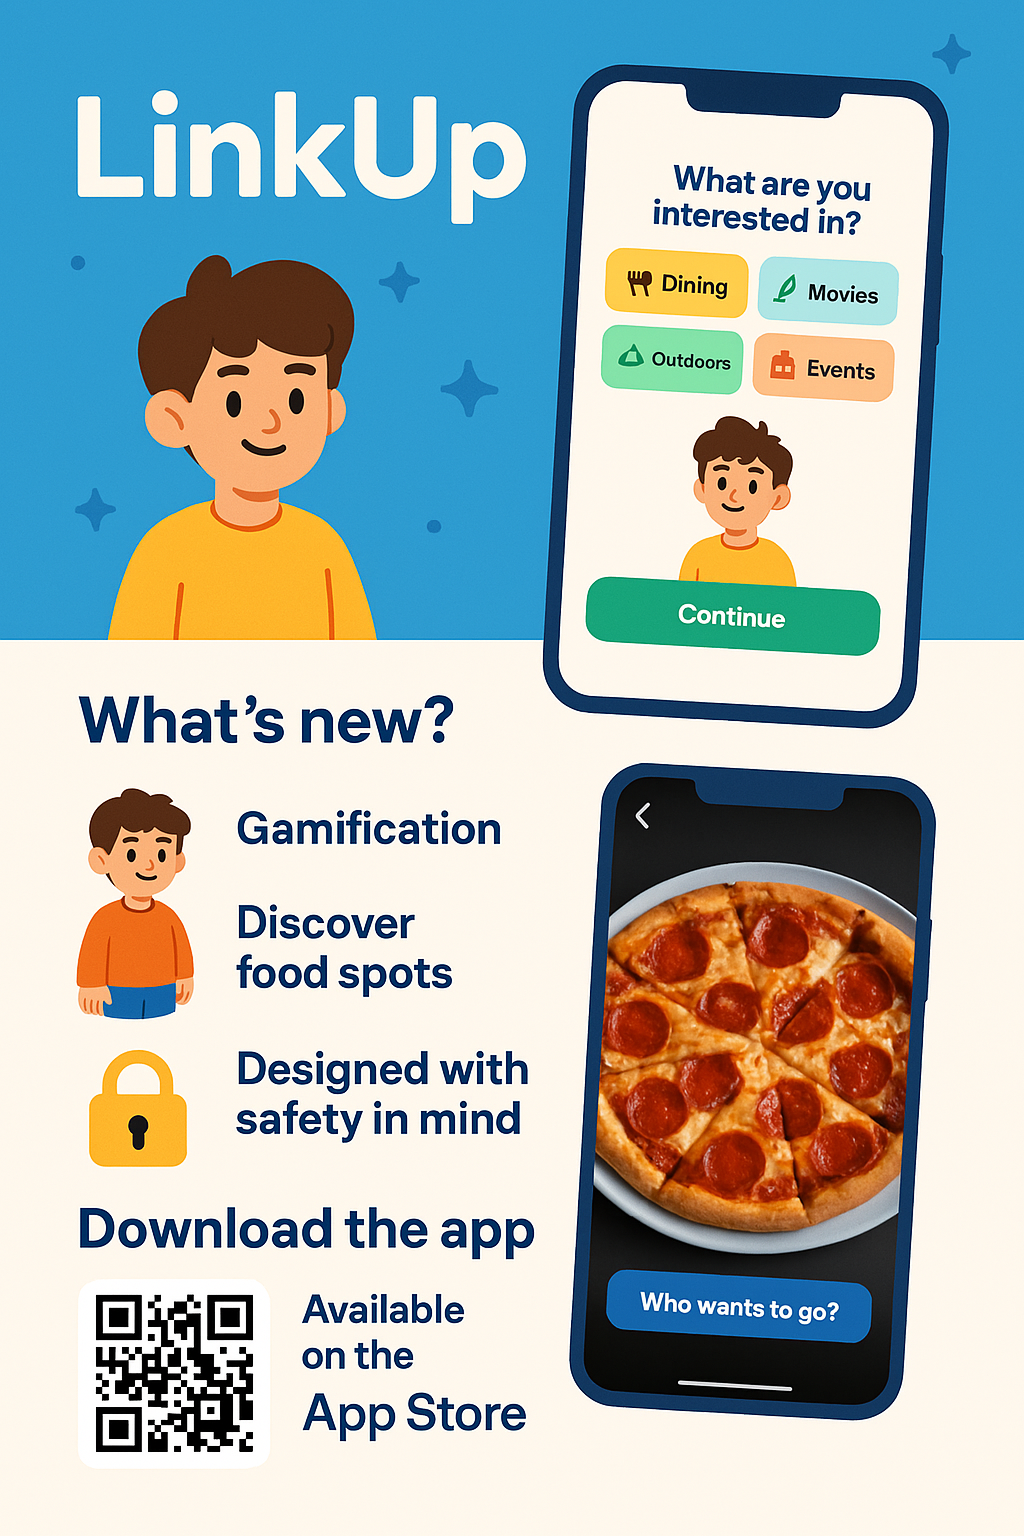 LinkUp
What are you
interested in?
Dining
Movies
Outdoors
Events
Continue
What's new?
Gamification
Discover
food spots
Designed with
safety in mind
Download the app
Available
on the
App Store
Who wants to go?